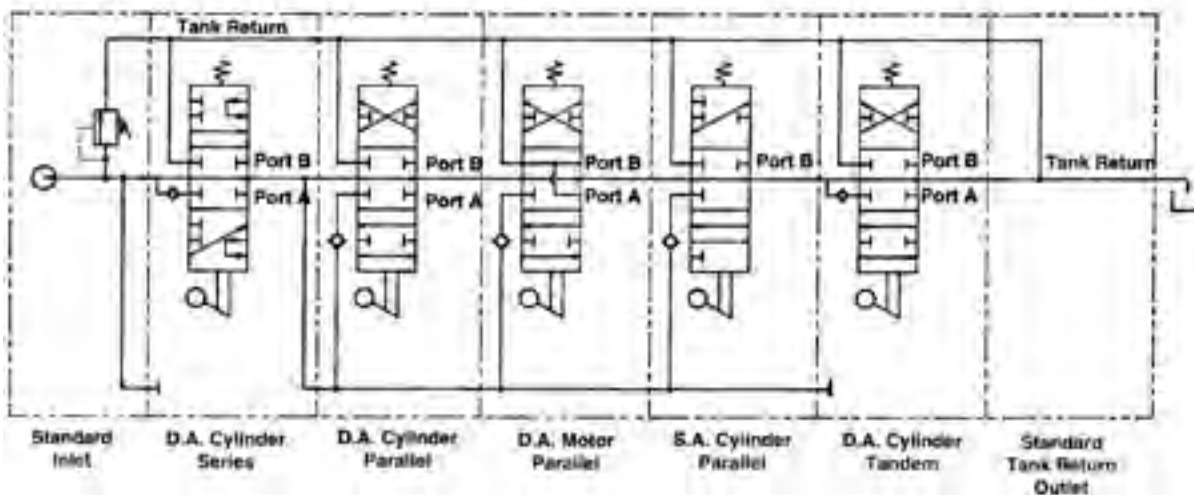 Tank Return
Port B
Port A
Port B
Port A
Port B
Port A
Port B
Port B
Port A
Tank Return
Standard
Inlet
D.A. Cylinder
Series
D.A. Cylinder
Parallel
D.A. Motor
Parallel
S.A. Cylinder
Parallel
D.A. Cylinder
Tandem
Standard
Tank Return
Outlet